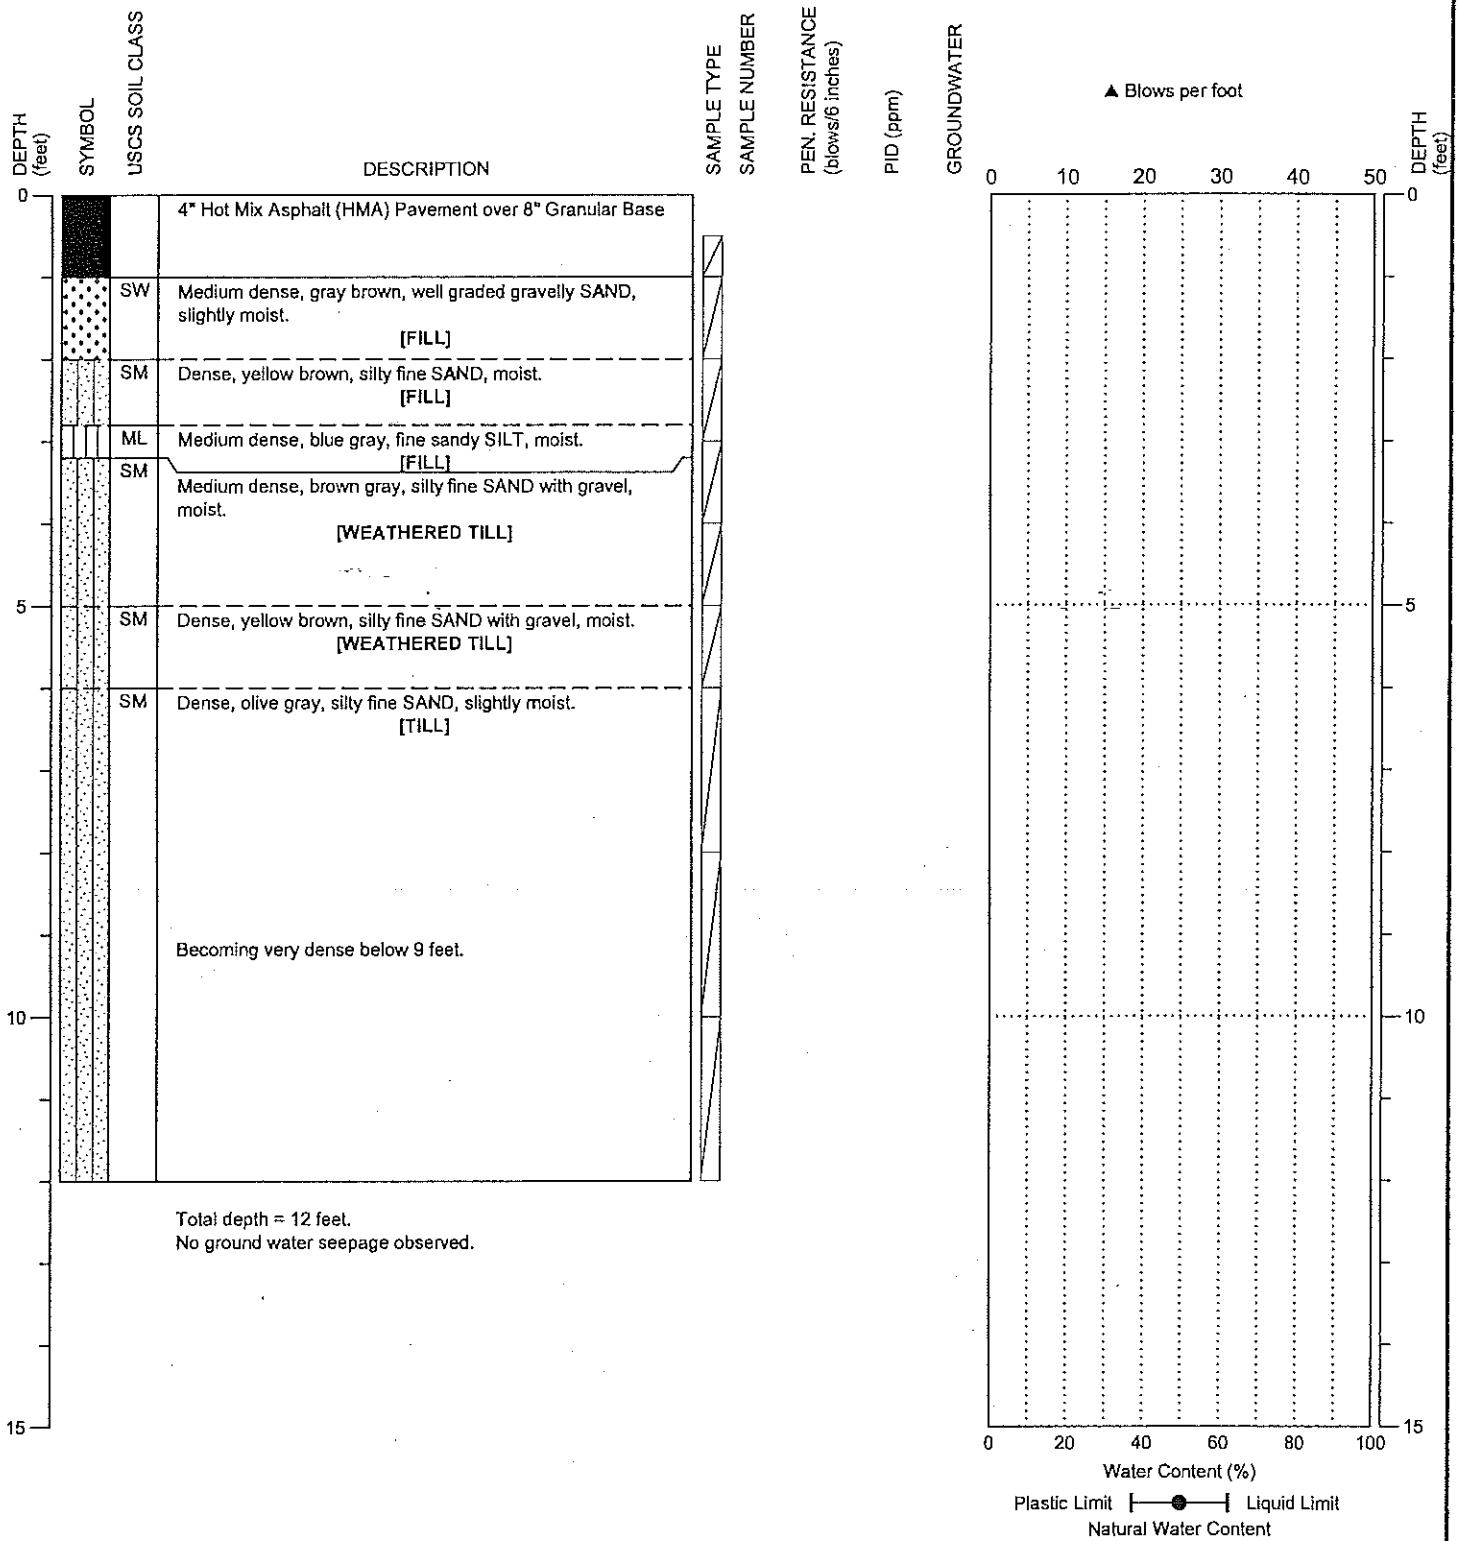 DEPTH
(feet)
SYMBOL
USCS SOIL CLASS
DESCRIPTION
SAMPLE TYPE
SAMPLE NUMBER
PEN. RESISTANCE
(blows/6 inches)
PID (ppm)
GROUNDWATER
▲ Blows per foot
DEPTH
(feet)
0 10 20 30 40 50
0
4" Hot Mix Asphalt (HMA) Pavement over 8" Granular Base
0
SW Medium dense, gray brown, well graded gravelly SAND,
slightly moist.
[FILL]
SM Dense, yellow brown, silty fine SAND, moist.
[FILL]
ML Medium dense, blue gray, fine sandy SILT, moist.
[FILL]
SM
Medium dense, brown gray, silty fine SAND with gravel,
moist.
[WEATHERED TILL]
5
5
SM Dense, yellow brown, silty fine SAND with gravel, moist.
[WEATHERED TILL]
SM Dense, olive gray, silty fine SAND, slightly moist.
[TILL]
Becoming very dense below 9 feet.
10
10
Total depth = 12 feet.
No ground water seepage observed.
15
15
0 20 40 60 80 100
Water Content (%)
Plastic Limit Liquid Limit
Natural Water Content